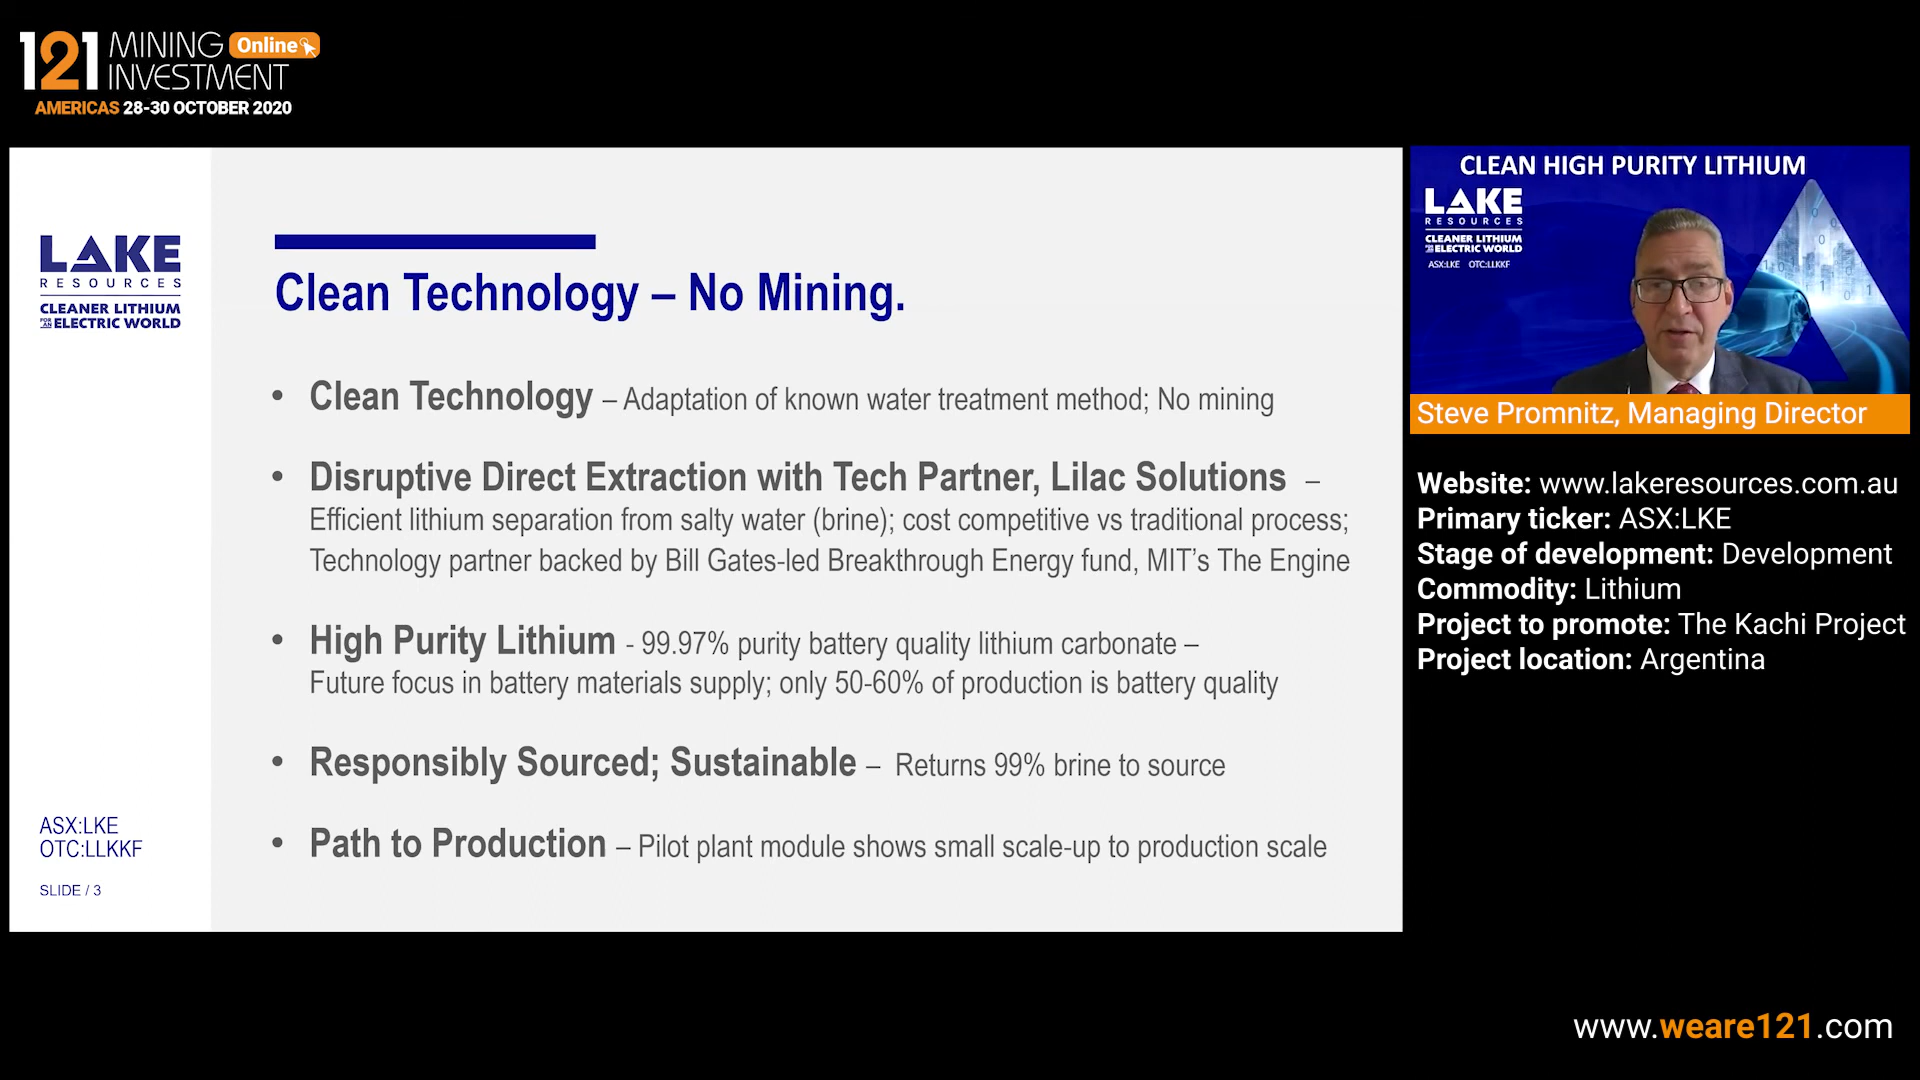 121 MINING Online
INVESTMENT
AMERICAS 28-30 OCTOBER 2020
LAKE
RESOURCES
CLEANER LITHIUM
FOR AN ELECTRIC WORLD
Clean Technology – No Mining.
• Clean Technology – Adaptation of known water treatment method; No mining
• Disruptive Direct Extraction with Tech Partner, Lilac Solutions –
Efficient lithium separation from salty water (brine); cost competitive vs traditional process;
Technology partner backed by Bill Gates-led Breakthrough Energy fund, MIT's The Engine
• High Purity Lithium - 99.97% purity battery quality lithium carbonate –
Future focus in battery materials supply; only 50-60% of production is battery quality
• Responsibly Sourced; Sustainable – Returns 99% brine to source
• Path to Production – Pilot plant module shows small scale-up to production scale
ASX:LKE
OTC:LLKKF
SLIDE / 3
CLEAN HIGH PURITY LITHIUM
LAKE
RESOURCES
CLEANER LITHIUM
FOR AN ELECTRIC WORLD
ASX:LKE OTC:LLKKF
Steve Promnitz, Managing Director
Website: www.lakeresources.com.au
Primary ticker: ASX:LKE
Stage of development: Development
Commodity: Lithium
Project to promote: The Kachi Project
Project location: Argentina
www.weare121.com